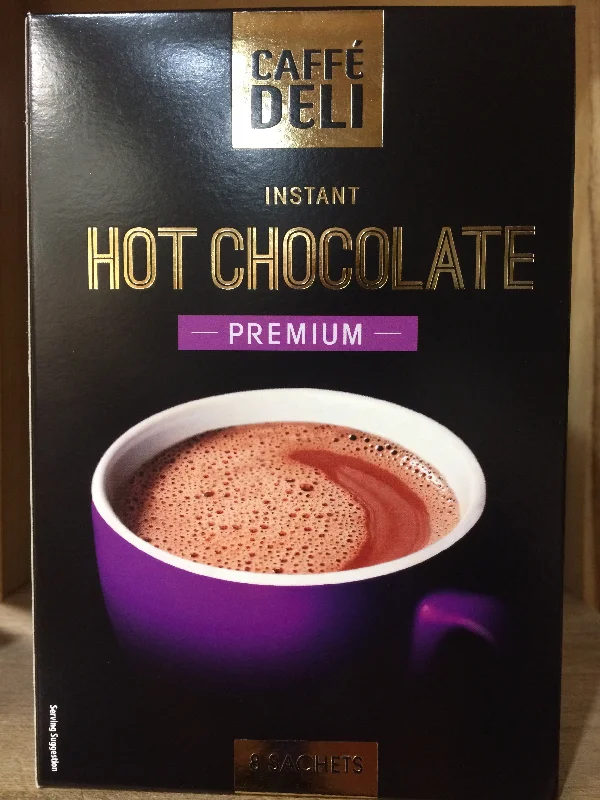 CAFFÉ
DELI
INSTANT
HOT CHOCOLATE
PREMIUM
Serving Suggestion
8 SACHETS